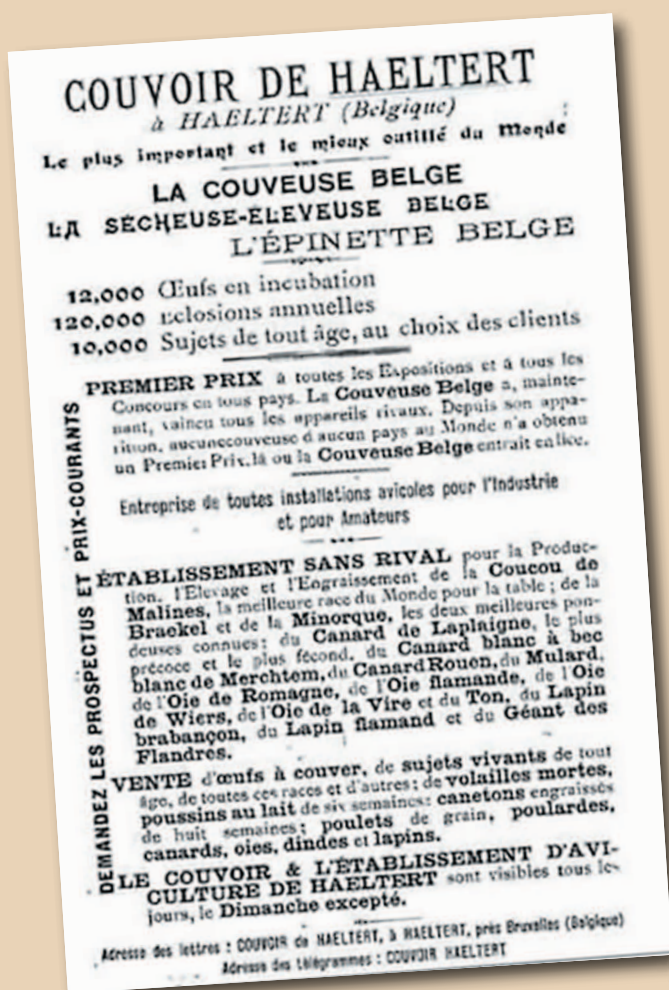 COUVOIR DE HAELTERT
à HAELTERT (Belgique)
Le plus important et le mieux outillé du Monde
LA COUVEUSE BELGE
LA SÉCHEUSE-ÉLEVEUSE BELGE
L'ÉPINETTE BELGE
12,000 Œufs en incubation
120,000 Eclosions annuelles
10,000 Sujets de tout âge, au choix des clients
PREMIER PRIX à toutes les Expositions et à tous les
Concours en tous pays. La Couveuse Belge a, mainte-
nant, vaincu tous les appareils rivaux. Depuis son appa-
rition, aucunecouveuse d'aucun pays au Monde n'a obtenu
un Premier Prix, là ou la Couveuse Belge entrait en lice.
Entreprise de toutes installations avicoles pour l'Industrie
et pour Amateurs
ÉTABLISSEMENT SANS RIVAL pour la Produc-
tion, l'Elevage et l'Engraissement de la Coucou de
Malines, la meilleure race du Monde pour la table ; de la
Braekel et de la Minorque, les deux meilleures pon-
deuses connues ; du Canard de Laplaigne, le plus
précoce et le plus fécond, du Canard blanc à bec
blanc de Merchtem, du Canard Rouen, du Mulard,
de l'Oie de Romagne, de l'Oie flamande, de l'Oie
de Wiers, de l'Oie de la Vire et du Ton, du Lapin
brabançon, du Lapin flamand et du Géant des
Flandres.
VENTE d'œufs à couver, de sujets vivants de tout
âge, de toutes ces races et d'autres ; de volailles mortes,
poussins au lait de six semaines : canetons engraissés
de huit semaines ; poulets de grain, poulardes,
canards, oies, dindes et lapins.
LE COUVOIR & L'ÉTABLISSEMENT D'AVI-
CULTURE DE HAELTERT sont visibles tous les
jours, le Dimanche excepté.
Adresse des lettres : COUVOIR de HAELTERT, à HAELTERT, près Bruxelles (Belgique)
Adresse des télégrammes : COUVOIR HAELTERT
DEMANDEZ LES PROSPECTUS ET PRIX-COURANTS